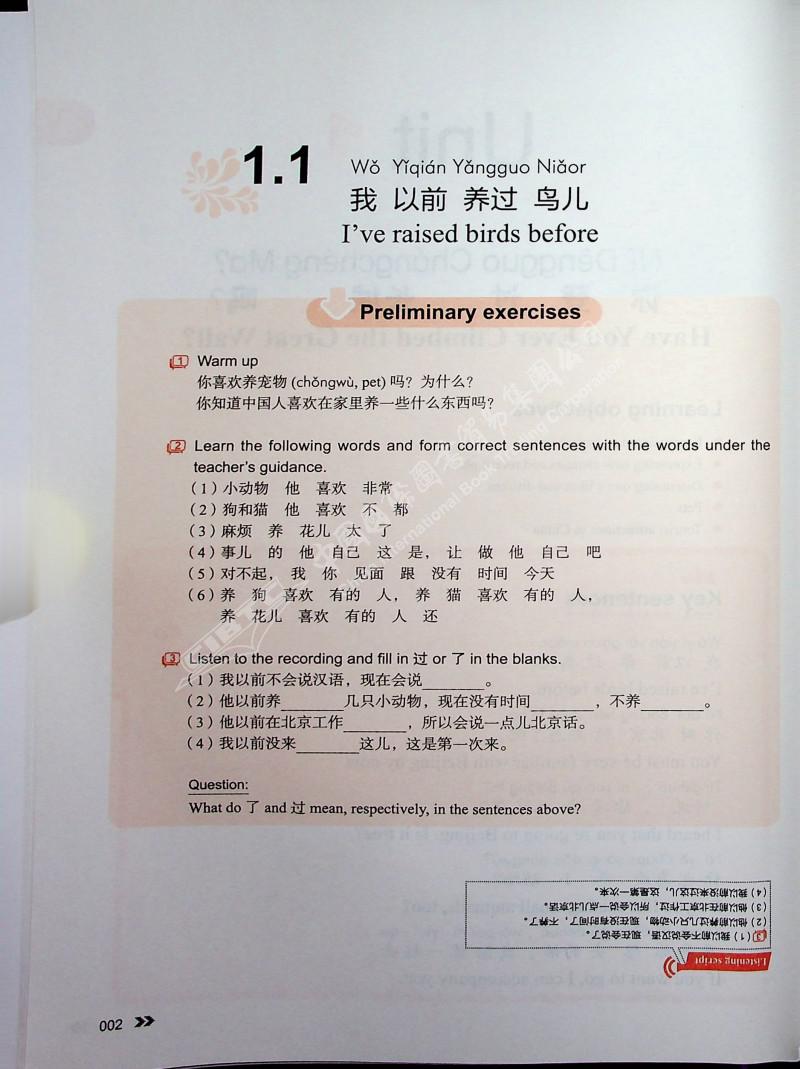 1.1
Wǒ Yǐqián Yǎngguo Niǎor
我 以前 养过 鸟儿
I've raised birds before
Preliminary exercises
1 Warm up
你喜欢养宠物 (chǒngwù, pet) 吗？为什么？
你知道中国人喜欢在家里养一些什么东西吗？
2 Learn the following words and form correct sentences with the words under the
teacher's guidance.
（1）小动物 他 喜欢 非常
（2）狗和猫 他 喜欢 不 都
（3）麻烦 养 花儿 太 了
（4）事儿 的 他 自己 这 是，让 做 他 自己 吧
（5）对不起， 我 你 见面 跟 没有 时间 今天
（6）养 狗 喜欢 有的 人， 养 猫 喜欢 有的 人，
养 花儿 喜欢 有的 人 还
3 Listen to the recording and fill in 过 or 了 in the blanks.
（1）我以前不会说汉语，现在会说________。
（2）他以前养________几只小动物，现在没有时间________，不养________。
（3）他以前在北京工作________，所以会说一点儿北京话。
（4）我以前没来________这儿，这是第一次来。
Question:
What do 了 and 过 mean, respectively, in the sentences above?
Listening script
3（1）我以前不会说汉语，现在会说了。
（2）他以前养过几只小动物，现在没有时间了，不养了。
（3）他以前在北京工作过，所以会说一点儿北京话。
（4）我以前没来过这儿，这是第一次来。
002